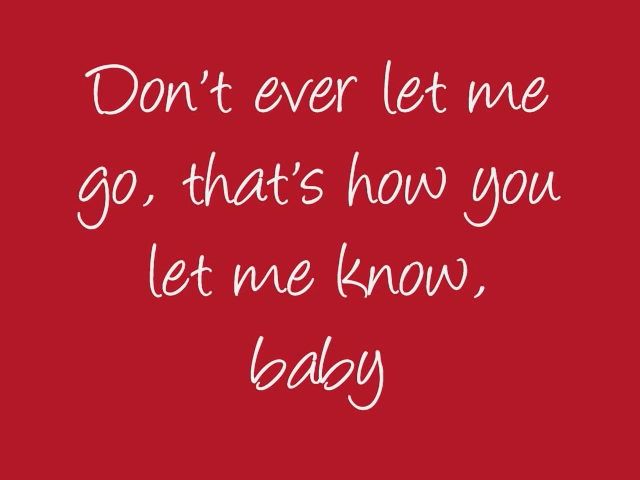 Don't ever let me
go, that's how you
let me know,
baby